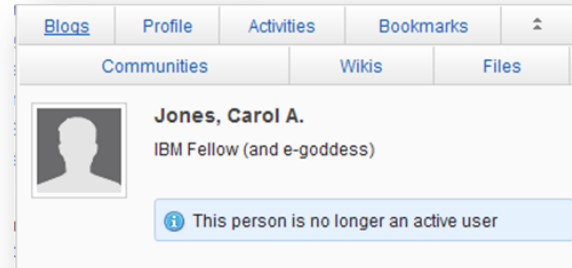 Blogs Profile Activities Bookmarks
Communities Wikis Files
Jones, Carol A.
IBM Fellow (and e-goddess)
This person is no longer an active user